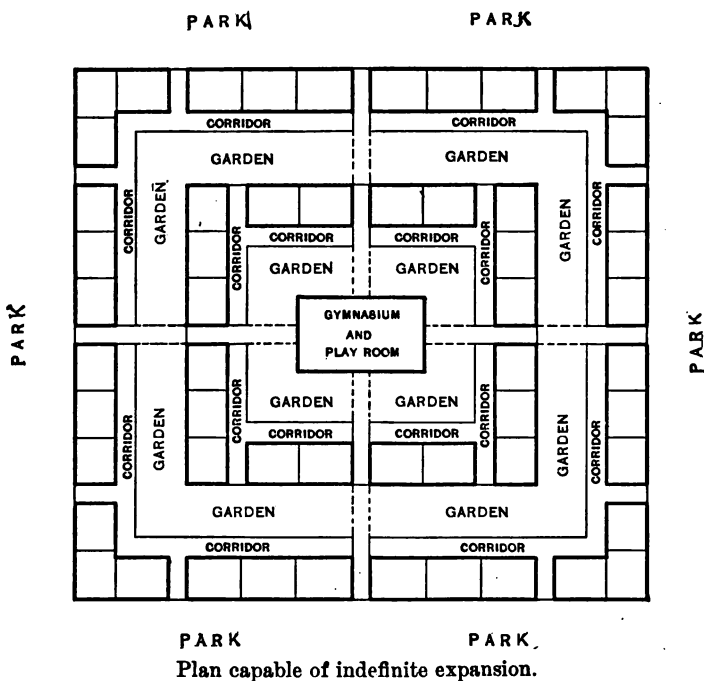 PARK PARK
CORRIDOR CORRIDOR
GARDEN GARDEN
CORRIDOR GARDEN CORRIDOR CORRIDOR GARDEN CORRIDOR
CORRIDOR CORRIDOR
GARDEN GARDEN
PARK
GYMNASIUM
AND
PLAY ROOM
PARK
CORRIDOR GARDEN CORRIDOR CORRIDOR GARDEN CORRIDOR
GARDEN GARDEN
CORRIDOR CORRIDOR
GARDEN GARDEN
CORRIDOR CORRIDOR
PARK PARK
Plan capable of indefinite expansion.